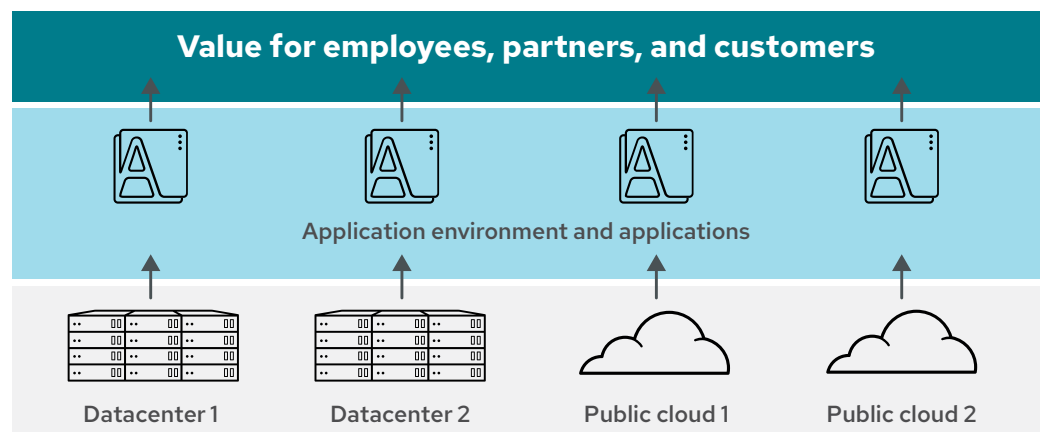 Value for employees, partners, and customers
Application environment and applications
Datacenter 1
Datacenter 2
Public cloud 1
Public cloud 2